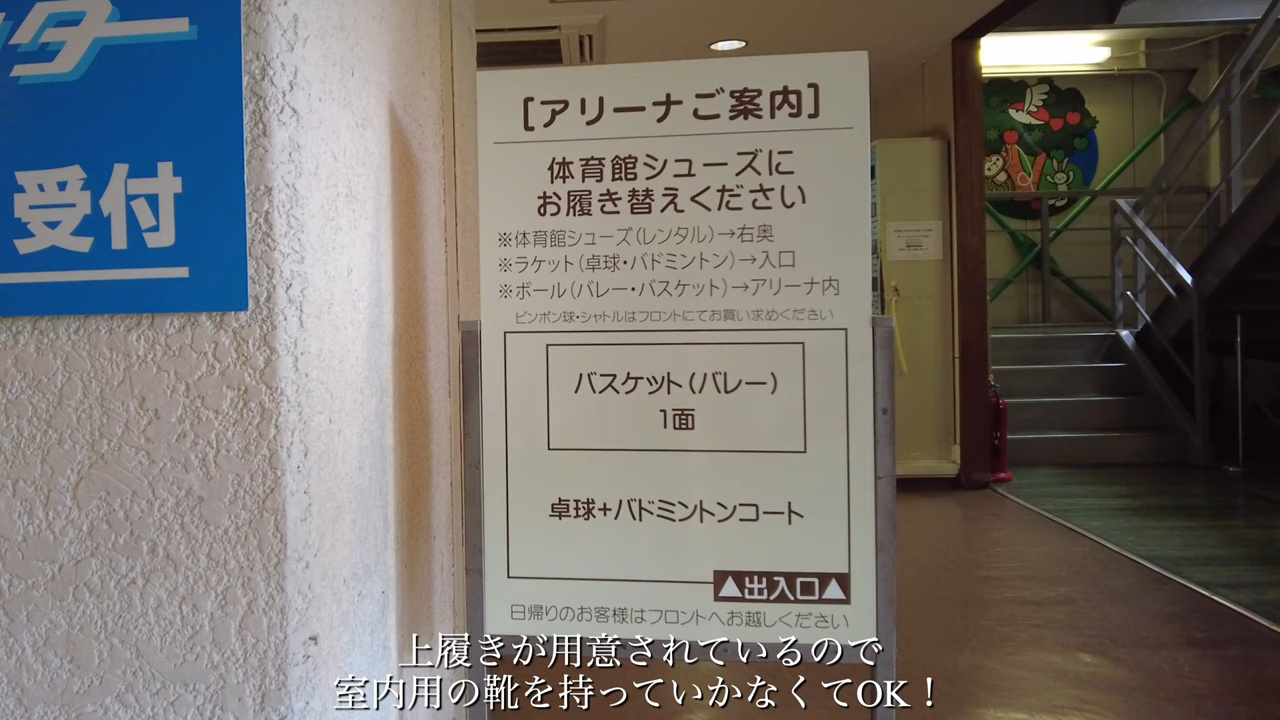 ター
受付
[アリーナご案内]
体育館シューズに
お履き替えください
※体育館シューズ(レンタル)→右奥
※ラケット(卓球・バドミントン)→入口
※ボール(バレー・バスケット)→アリーナ内
ピンポン球・シャトルはフロントにてお買い求めください
バスケット(バレー)
1面
卓球+バドミントンコート
▲出入口▲
日帰りのお客様はフロントへお越しください
上履きが用意されているので
室内用の靴を持っていかなくてOK！